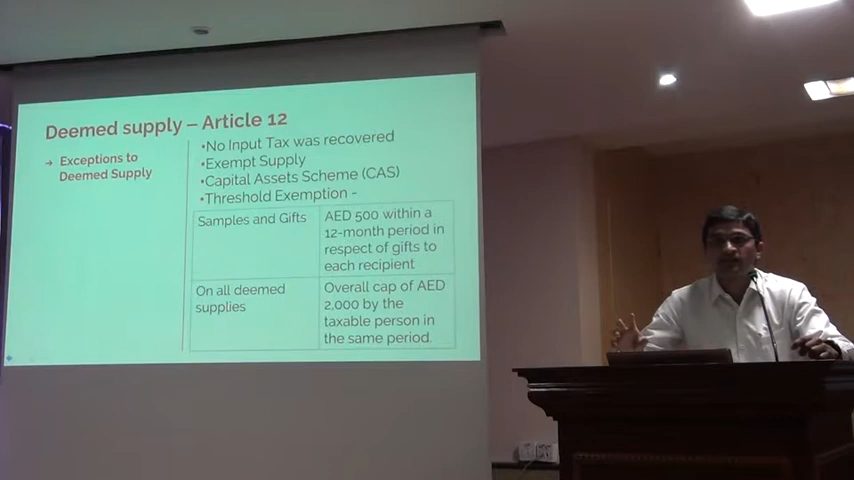 Deemed supply – Article 12
→ Exceptions to
Deemed Supply
•No Input Tax was recovered
•Exempt Supply
•Capital Assets Scheme (CAS)
•Threshold Exemption -
Samples and Gifts
AED 500 within a
12-month period in
respect of gifts to
each recipient
On all deemed
supplies
Overall cap of AED
2,000 by the
taxable person in
the same period.